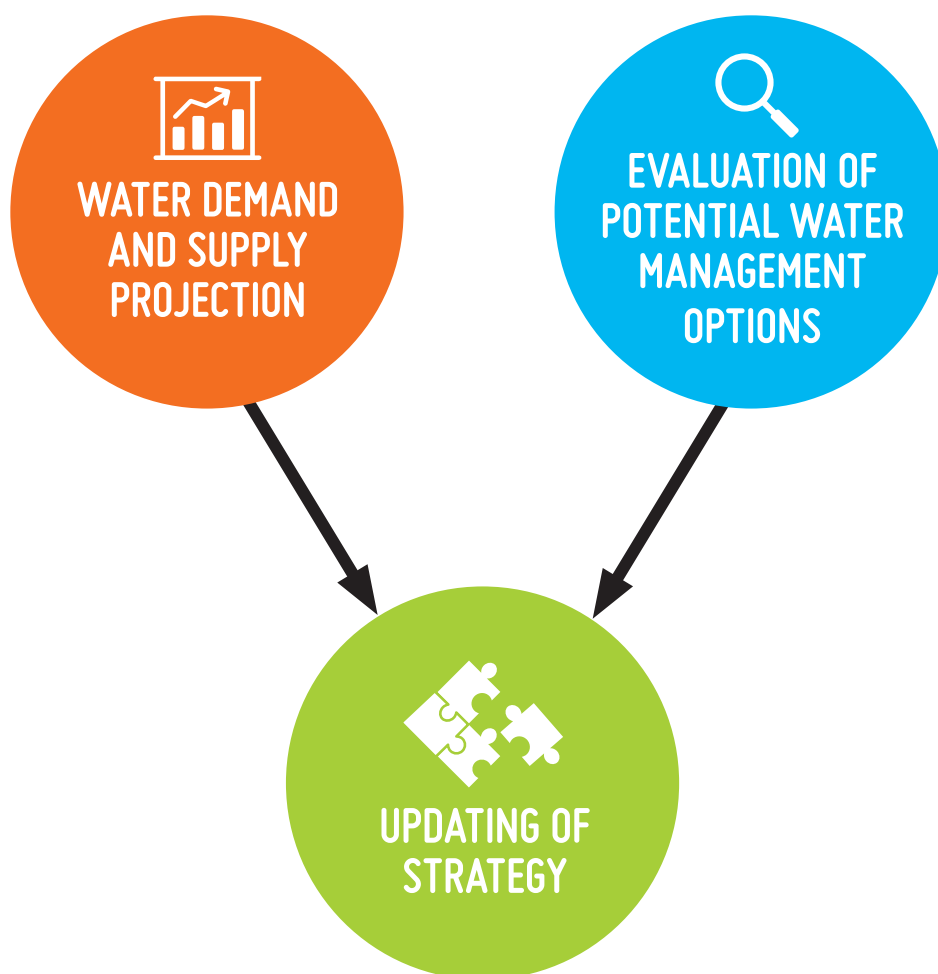 WATER DEMAND
AND SUPPLY
PROJECTION
EVALUATION OF
POTENTIAL WATER
MANAGEMENT
OPTIONS
UPDATING OF
STRATEGY